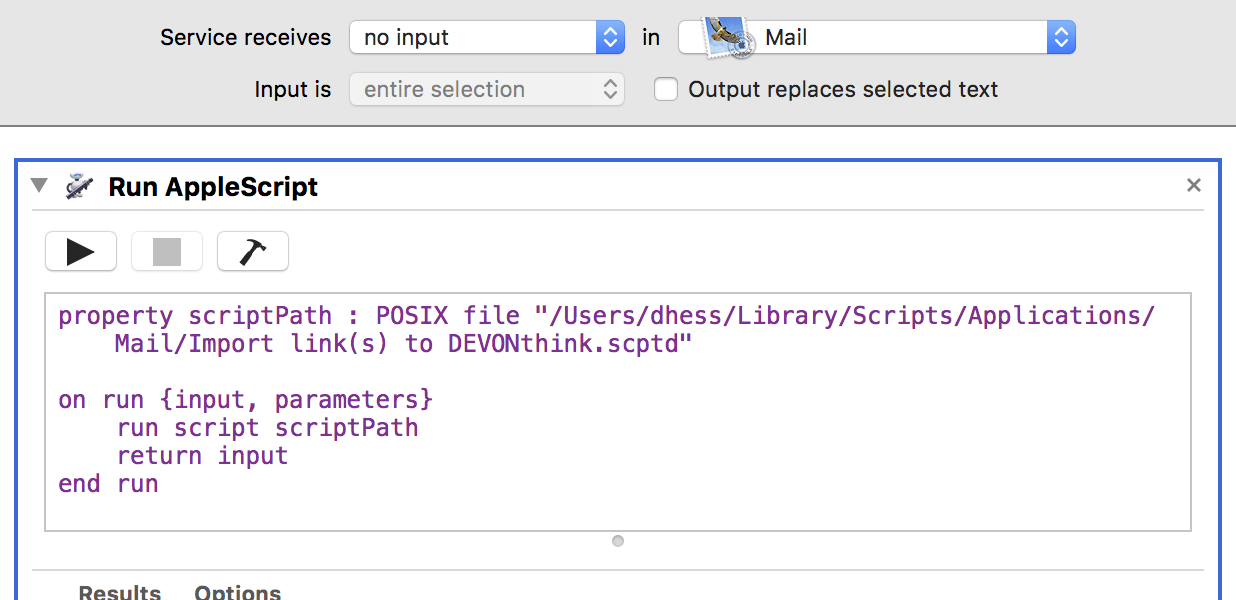 Service receives no input in Mail
Input is entire selection Output replaces selected text
Run AppleScript
property scriptPath : POSIX file "/Users/dhess/Library/Scripts/Applications/
Mail/Import link(s) to DEVONthink.scptd"
on run {input, parameters}
run script scriptPath
return input
end run
Results Options